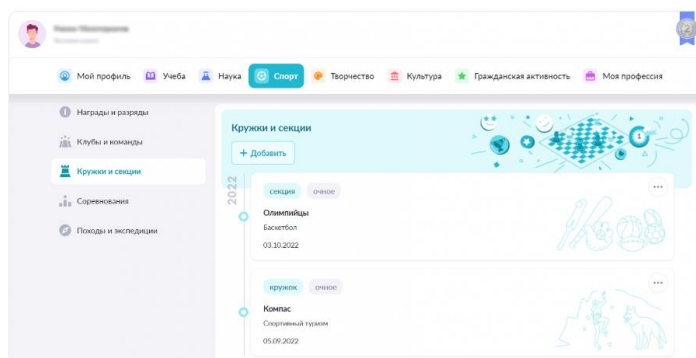 Мой профиль Учеба Наука Спорт Творчество Культура Гражданская активность Моя профессия
Награды и разряды
Клубы и команды
Кружки и секции
Соревнования
Походы и экспедиции
Кружки и секции
+ Добавить
2022
секция очное
Олимпийцы
Баскетбол
03.10.2022
кружок очное
Компас
Спортивный туризм
05.09.2022